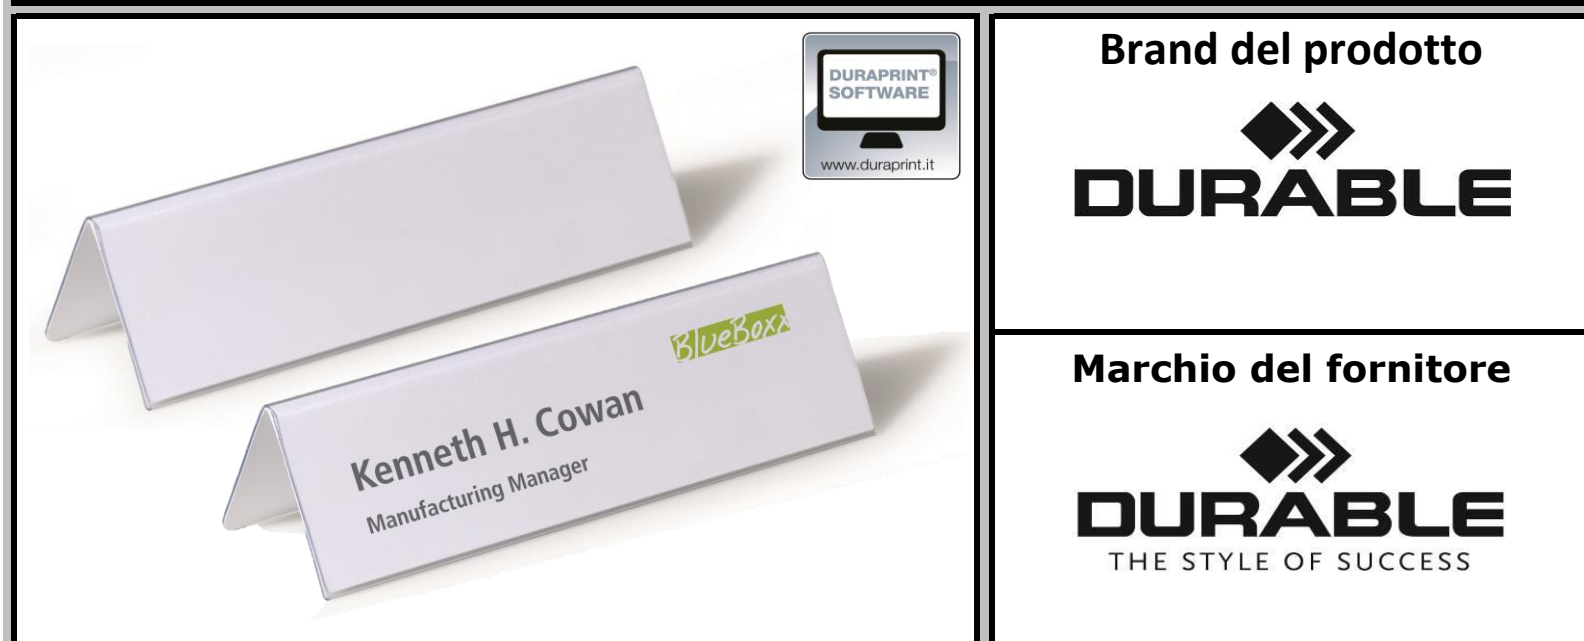 DURAPRINT®
SOFTWARE
www.duraprint.it
BlueBoxx
Kenneth H. Cowan
Manufacturing Manager
Brand del prodotto
DURABLE
Marchio del fornitore
DURABLE
THE STYLE OF SUCCESS